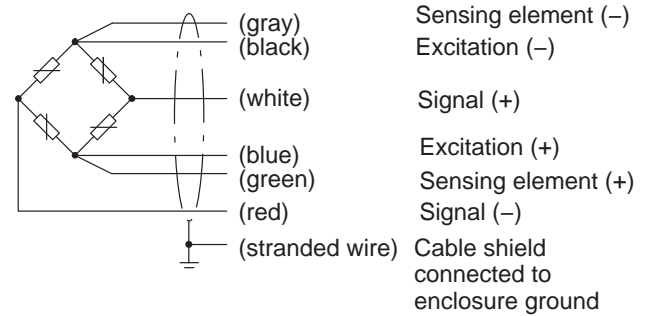 (gray) Sensing element (−)
(black) Excitation (−)
(white) Signal (+)
(blue) Excitation (+)
(green) Sensing element (+)
(red) Signal (−)
(stranded wire) Cable shield
connected to
enclosure ground